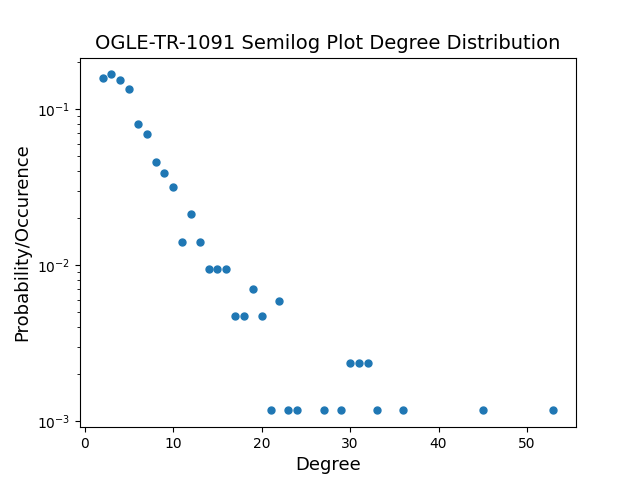 OGLE-TR-1091 Semilog Plot Degree Distribution
10⁻¹
10⁻²
10⁻³
Probability/Occurence
0 10 20 30 40 50
Degree